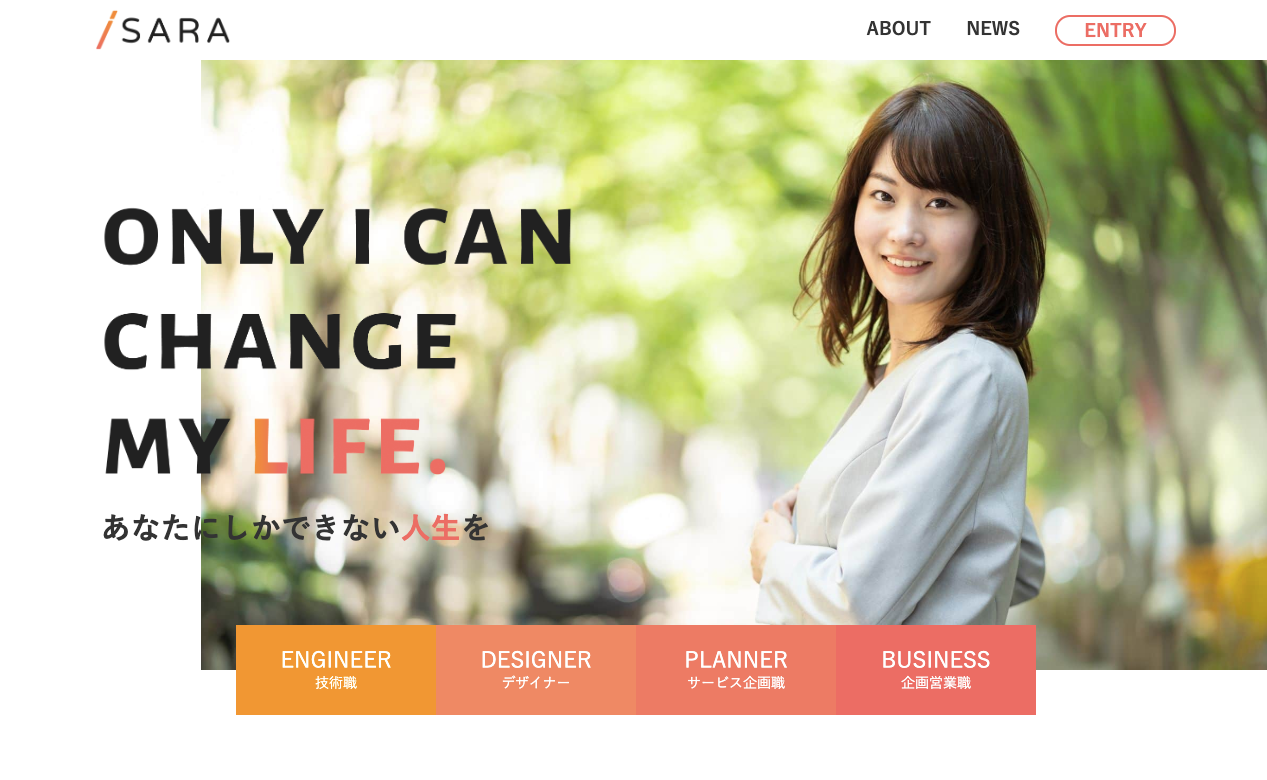 iSARA
ABOUT
NEWS
ENTRY
ONLY I CAN
CHANGE
MY LIFE.
あなたにしかできない人生を
ENGINEER
技術職
DESIGNER
デザイナー
PLANNER
サービス企画職
BUSINESS
企画営業職